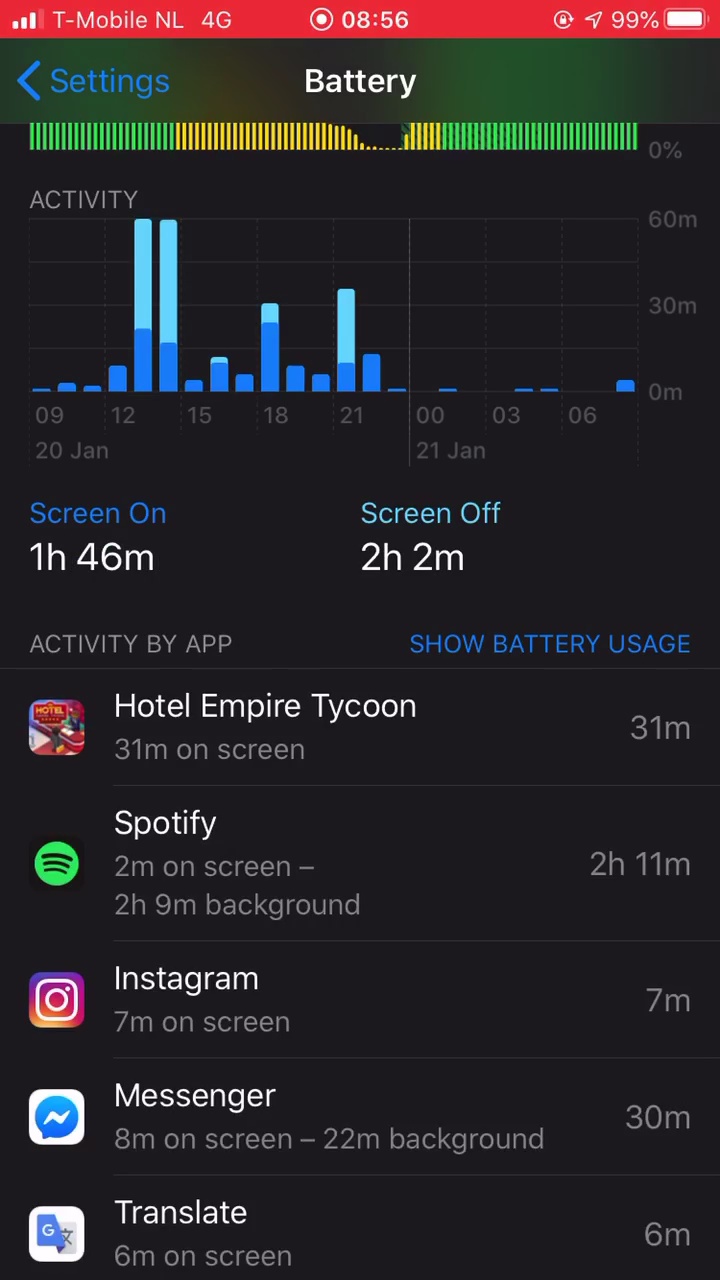 T-Mobile NL 4G 08:56 99%
Settings Battery
0%
ACTIVITY
60m
30m
0m
09 12 15 18 21 00 03 06
20 Jan 21 Jan
Screen On Screen Off
1h 46m 2h 2m
ACTIVITY BY APP SHOW BATTERY USAGE
HOTEL
Hotel Empire Tycoon
31m on screen
31m
Spotify
2m on screen –
2h 9m background
2h 11m
Instagram
7m on screen
7m
Messenger
8m on screen – 22m background
30m
G 文
Translate
6m on screen
6m